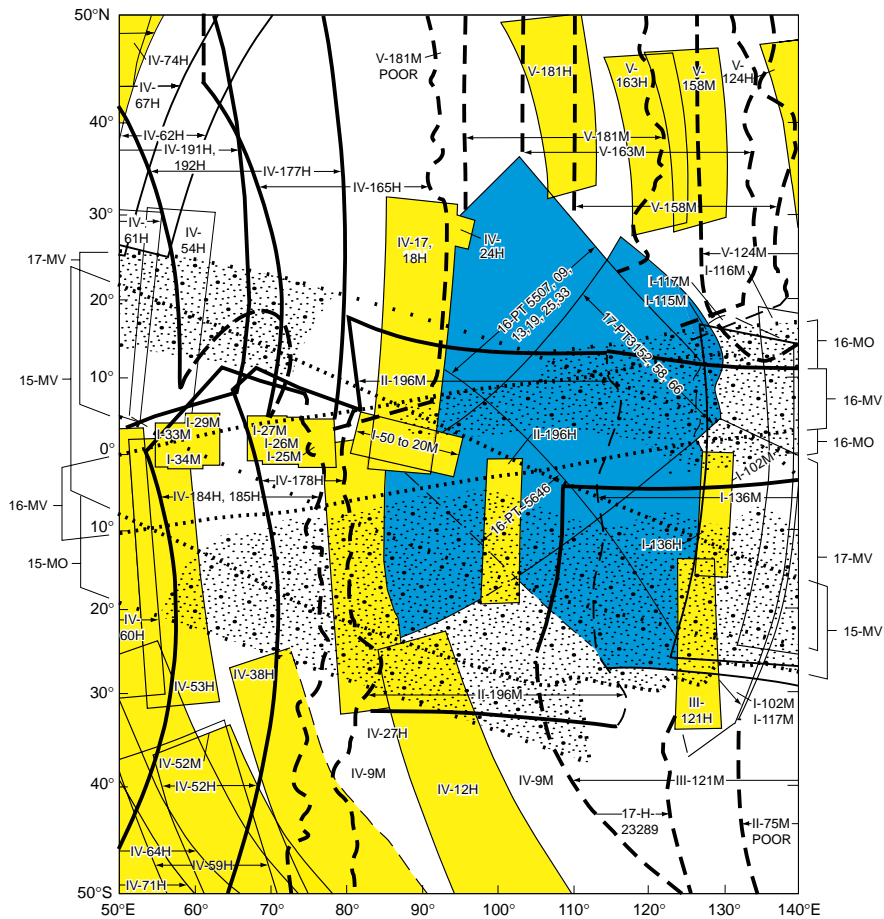 50°N
40°
30°
20°
10°
0°
10°
20°
30°
40°
50°S
50°E
60°
70°
80°
90°
100°
110°
120°
130°
140°E
IV-74H
IV-
67H
IV-62H
IV-191H,
192H
IV-177H
IV-165H
V-181M
POOR
V-181H
V-
163H
V-
158M
V-
124H
V-181M
V-163M
V-158M
V-124M
I-116M
I-117M
I-115M
IV-
61H
IV-
54H
IV-17,
18H
IV-
24H
16-PT 5507, 09,
13,19, 25,33
17-PT3152, 58, 66
17-MV
15-MV
16-MV
15-MO
16-MO
16-MV
16-MO
17-MV
15-MV
II-196M
I-29M
I-33M
I-34M
I-27M
I-26M
I-25M
I-50 to 20M
II-196H
16-PT-5646
I-102M
I-136M
I-136H
IV-184H, 185H
IV-178H
IV-
60H
IV-53H
IV-38H
II-196M
III-
121H
I-102M
I-117M
IV-27H
IV-9M
IV-12H
IV-9M
III-121M
IV-52M
IV-52H
17-H-
23289
II-75M
POOR
IV-64H
IV-59H
IV-71H